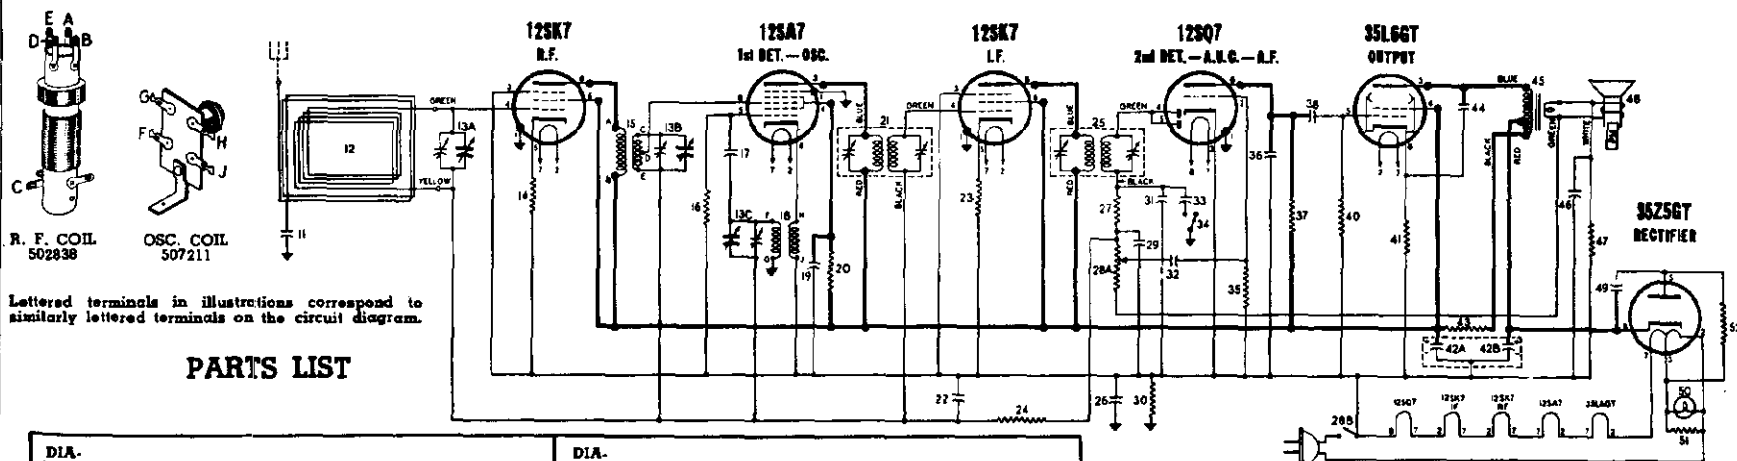 E A
D B
C
R. F. COIL
502838
G
F
H
J
OSC. COIL
507211
Lettered terminals in illustrations correspond to
similarly lettered terminals on the circuit diagram.
PARTS LIST
12SK7
R.F.
12SA7
1st DET. — OSC.
12SK7
I.F.
12SQ7
2nd DET. — A.V.C. — A.F.
35L6GT
OUTPUT
35Z5GT
RECTIFIER
GREEN
YELLOW
11
12
13A
14
15
13B
16
17
13C
18
19
20
BLUE
RED
21
GREEN
BLACK
22
23
24
BLUE
RED
25
GREEN
BLACK
26
27
28A
29
30
31
32
33
34
35
36
37
38
40
41
42A
42B
43
44
BLUE
45
BLACK
RED
GREEN
WHITE
46
47
48
49
50
51
28B
12SQ7
12SK7
IF
12SK7
RF
12SA7
35L6GT
DIA-
DIA-